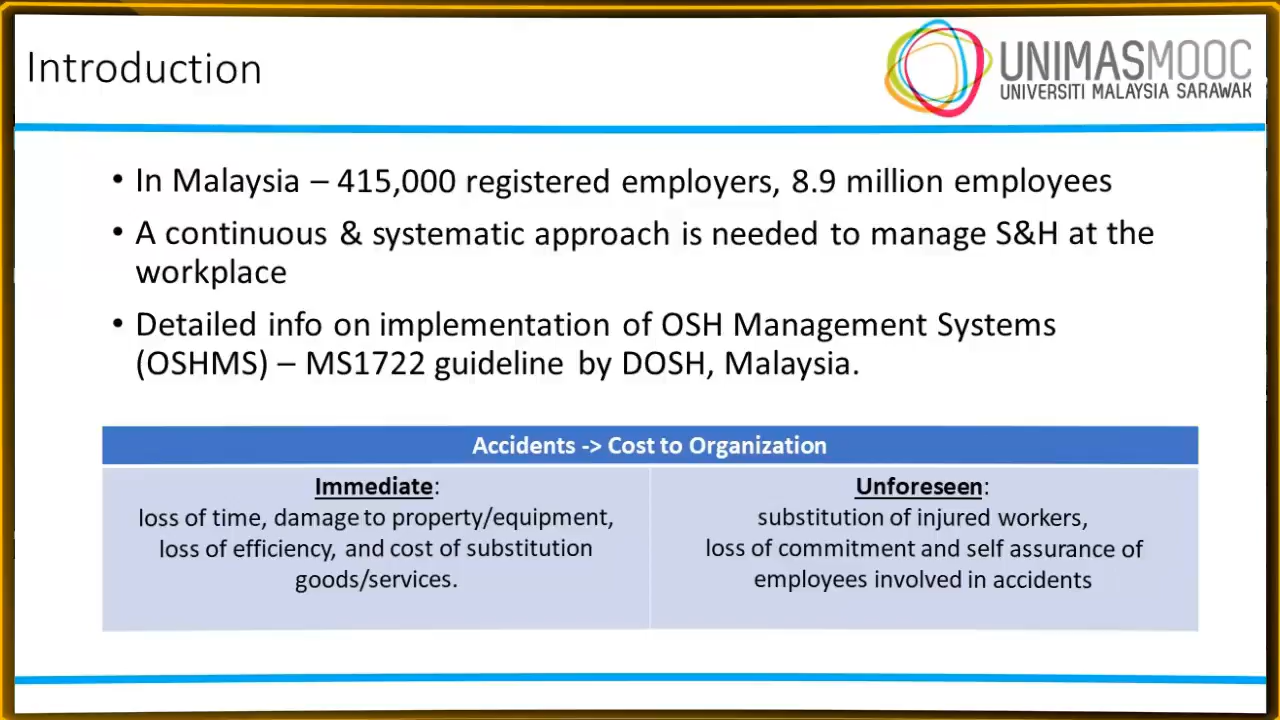 Introduction
UNIMASMOOC
UNIVERSITI MALAYSIA SARAWAK
• In Malaysia – 415,000 registered employers, 8.9 million employees
• A continuous & systematic approach is needed to manage S&H at the
workplace
• Detailed info on implementation of OSH Management Systems
(OSHMS) – MS1722 guideline by DOSH, Malaysia.
Accidents -> Cost to Organization
Immediate:
loss of time, damage to property/equipment,
loss of efficiency, and cost of substitution
goods/services.
Unforeseen:
substitution of injured workers,
loss of commitment and self assurance of
employees involved in accidents